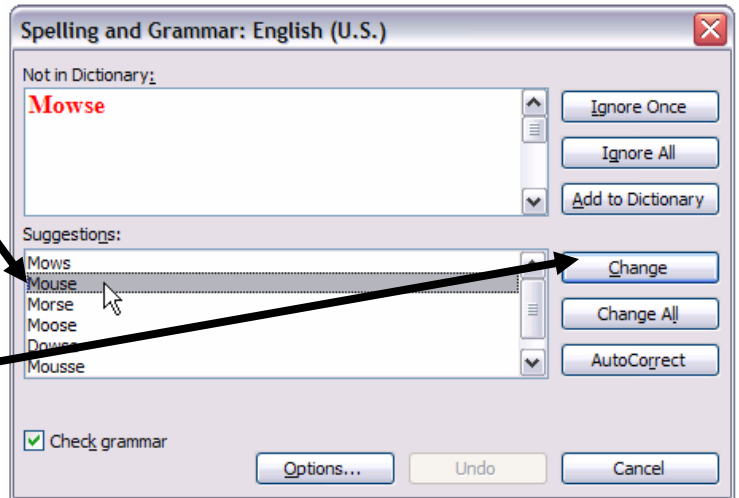 Spelling and Grammar: English (U.S.)
Not in Dictionary:
Mowse
Ignore Once
Ignore All
Add to Dictionary
Suggestions:
Mows
Mouse
Morse
Moose
Dowse
Mousse
Change
Change All
AutoCorrect
Check grammar
Options...
Undo
Cancel